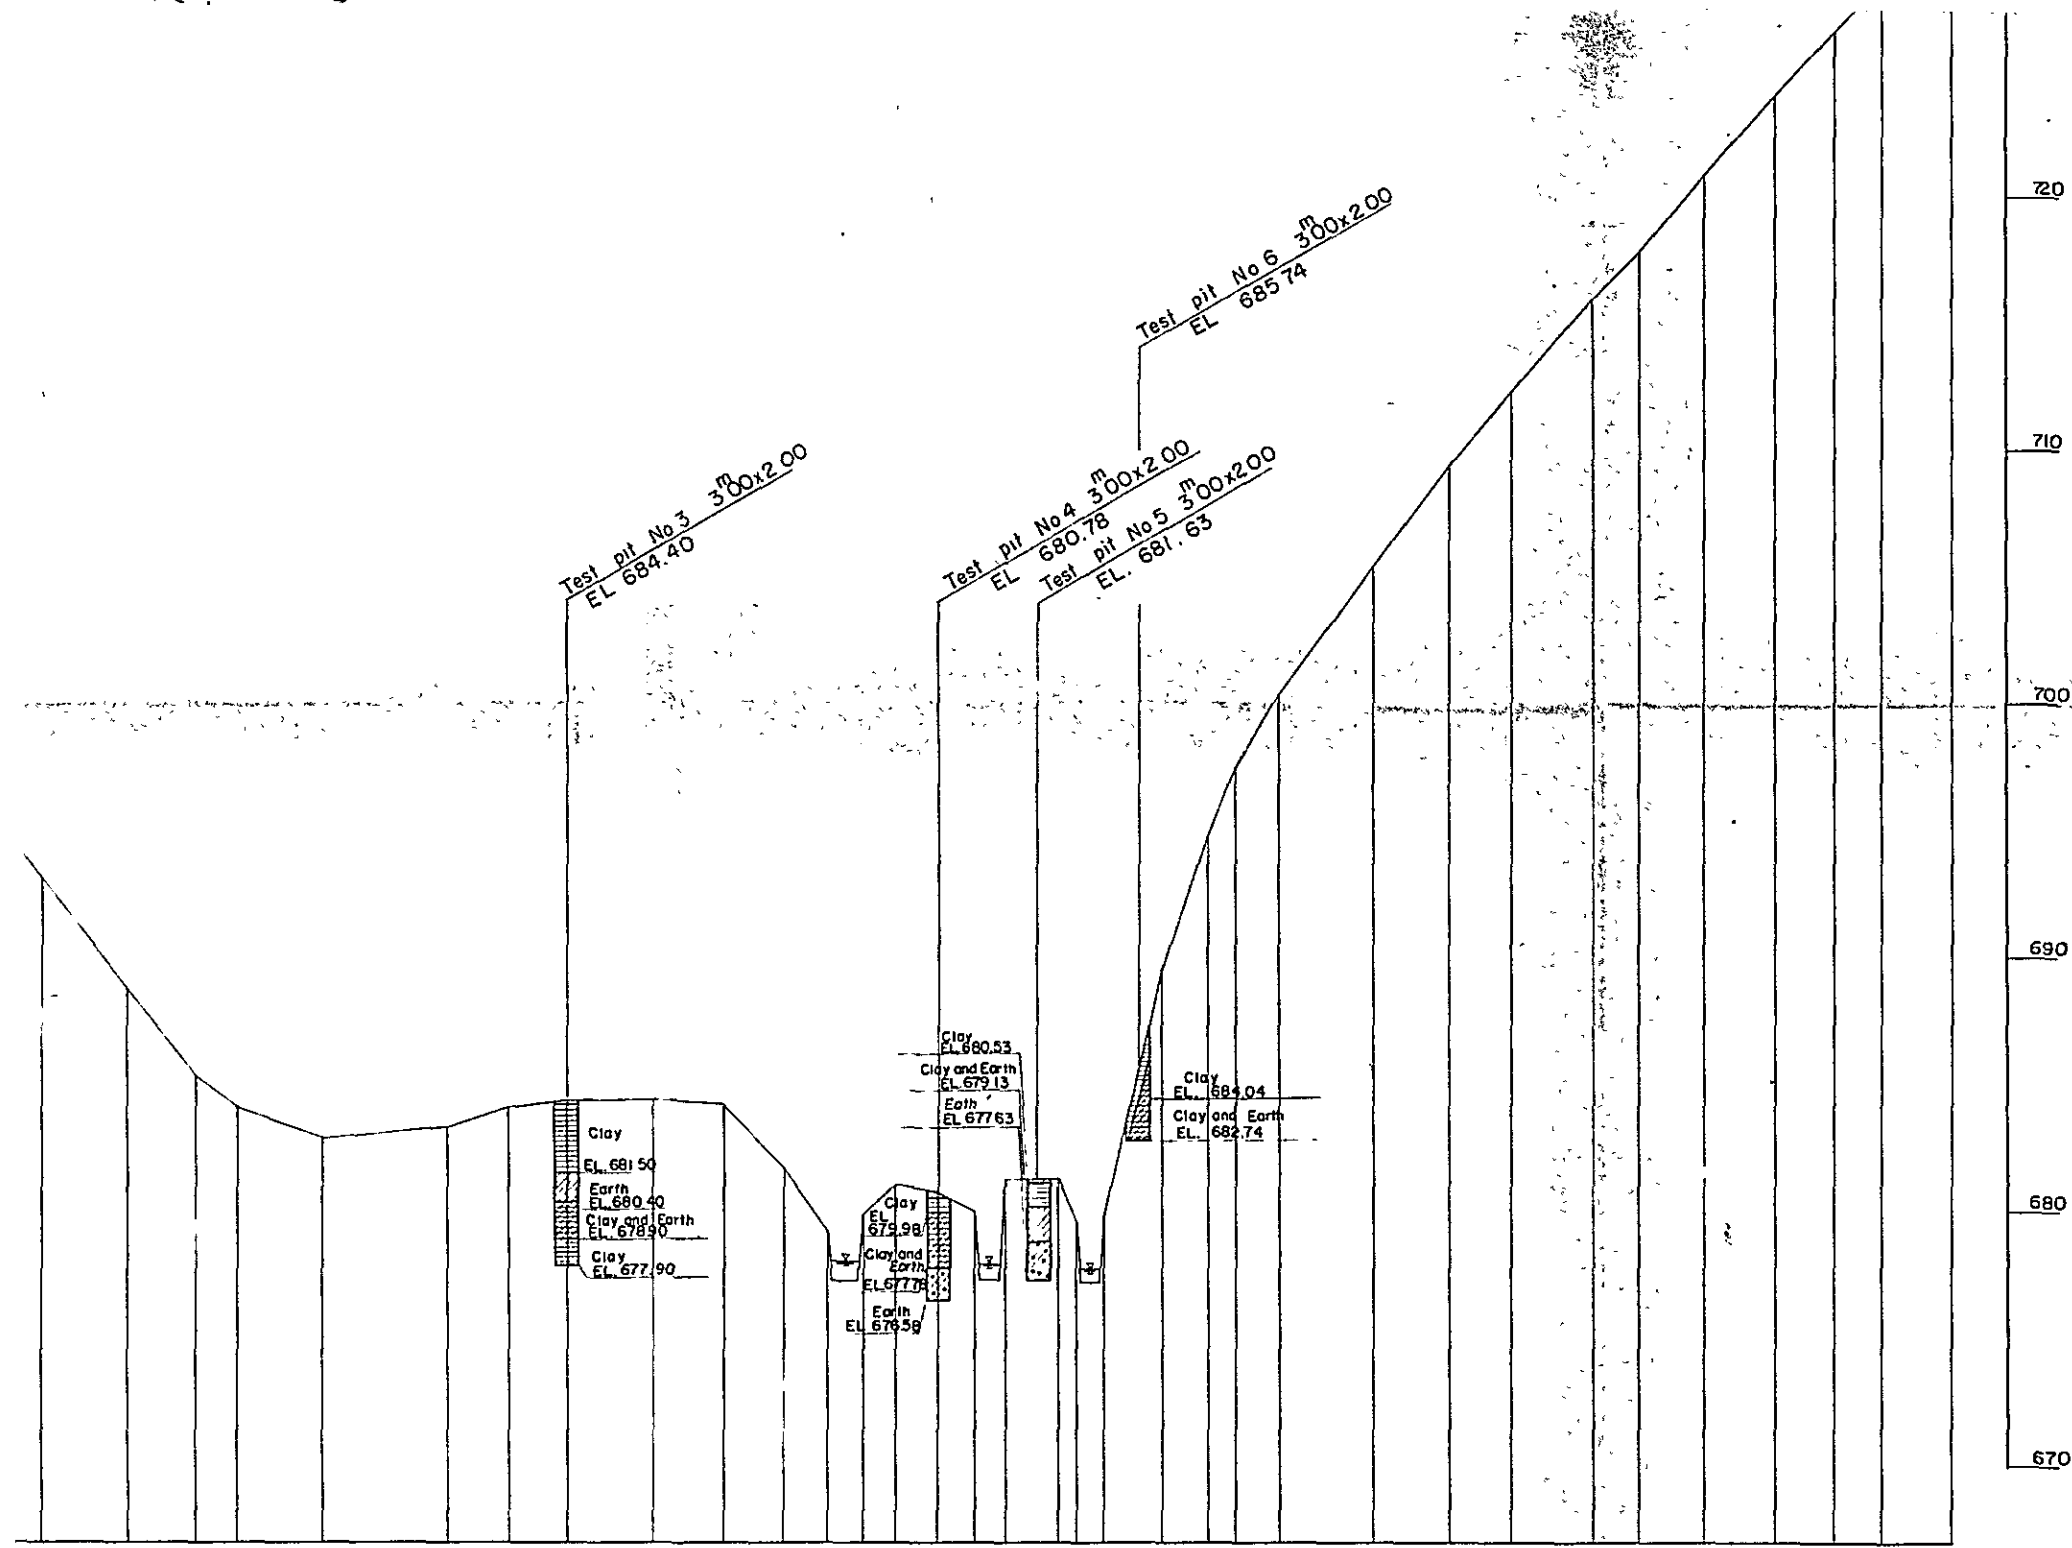 720
Test pit No 6 m 3 00x2 00
EL 685 74
710
Test pit No 3 m 3 00x2 00
EL 684.40
Test pit No 4 m 3 00x2 00
EL 680.78
Test pit No 5 m 3 00x2 00
EL. 681.63
700
690
Clay
EL. 680.53
Clay and Earth
EL. 679 13
Eath
EL 677 63
Clay
EL. 684.04
Clay and Earth
EL. 682.74
Clay
EL. 681 50
Earth
EL. 680 40
Clay and Earth
EL. 678 90
Clay
EL. 677.90
Clay
EL
679.98
Clay and
Earth
EL 677 78
Earth
EL 676.58
680
670